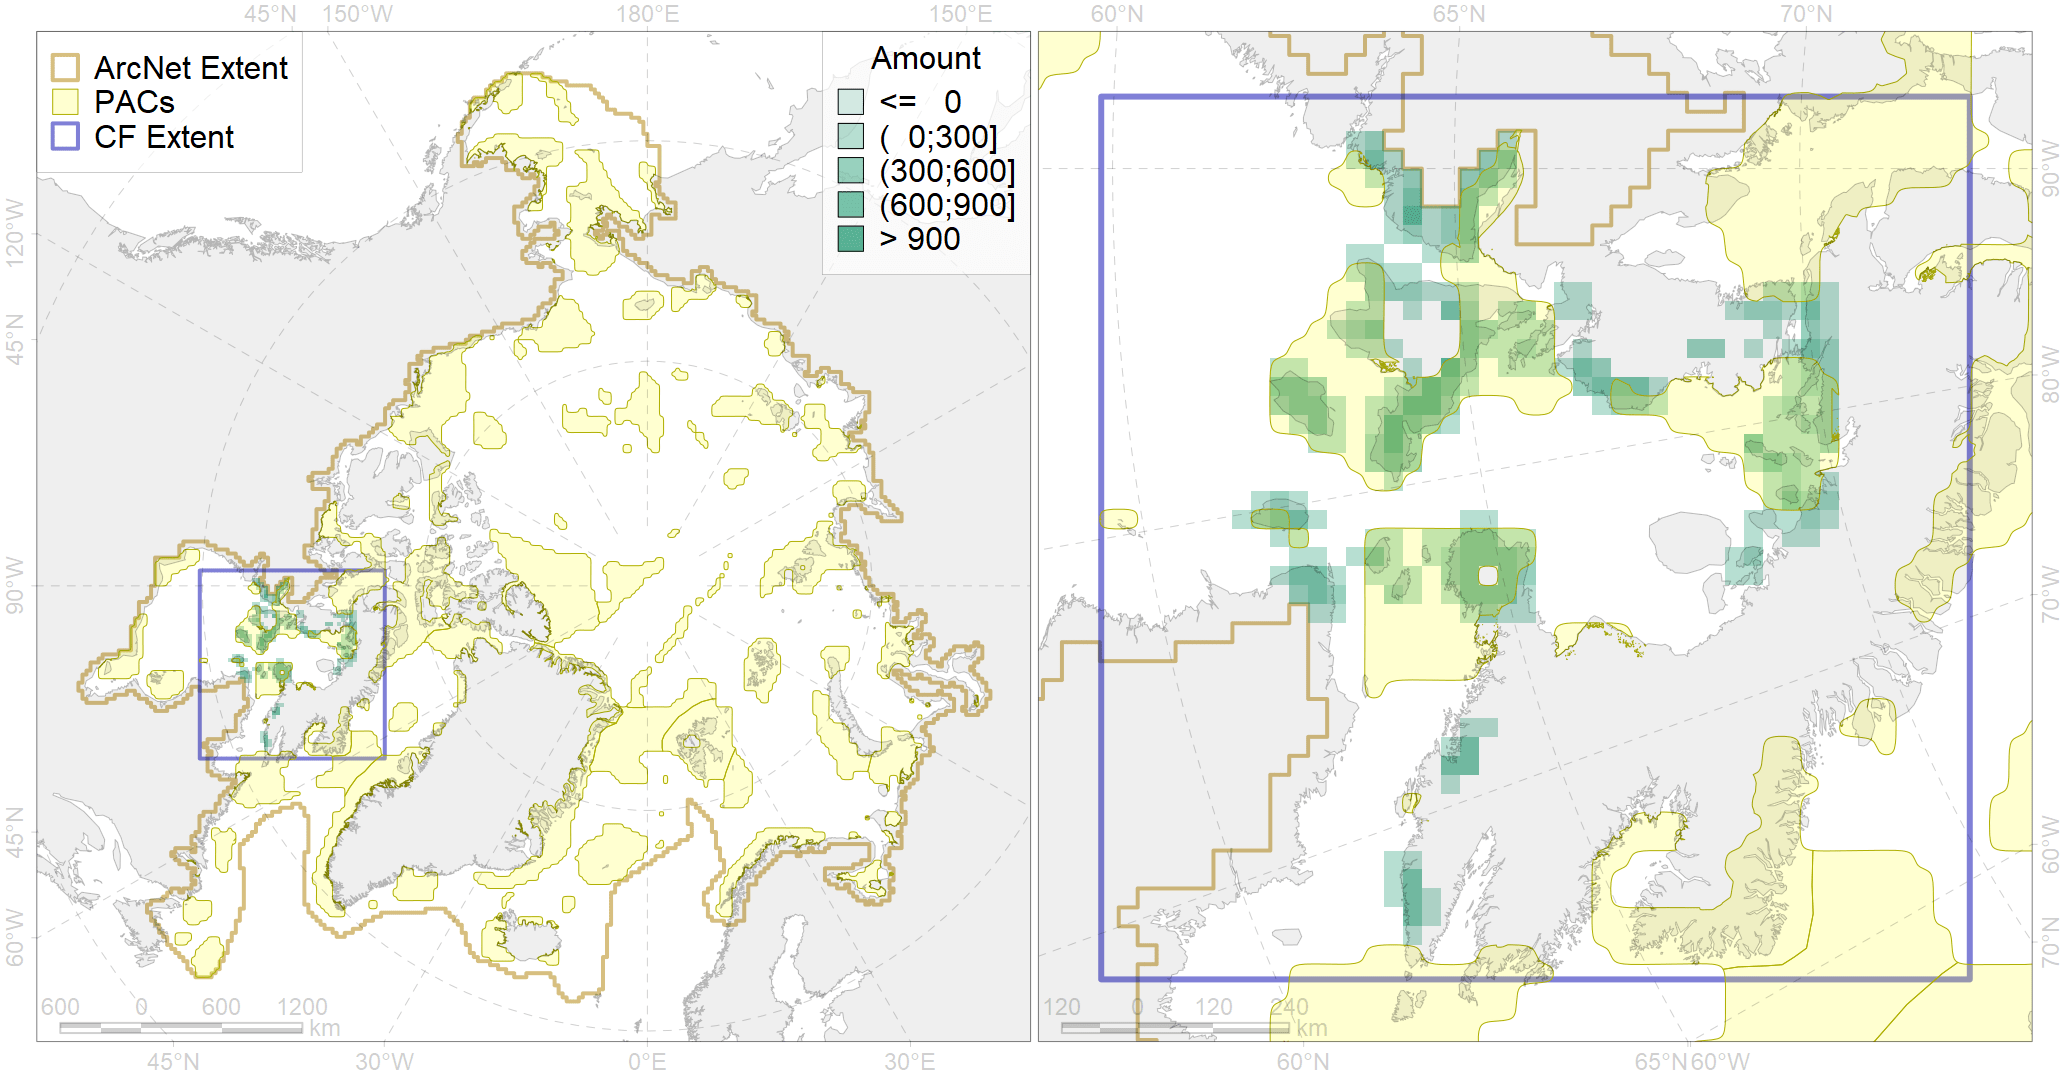 45°N 150°W 180°E 150°E 60°N 65°N 70°N
ArcNet Extent
PACs
CF Extent
Amount
<= 0
( 0;300]
(300;600]
(600;900]
> 900
120°W
45°N
90°W
45°N
60°W
90°W
80°W
70°W
60°W
70°N
600 0 600 1200
km
120 0 120 240
km
45°N 30°W 0°E 30°E 60°N 65°N 60°W